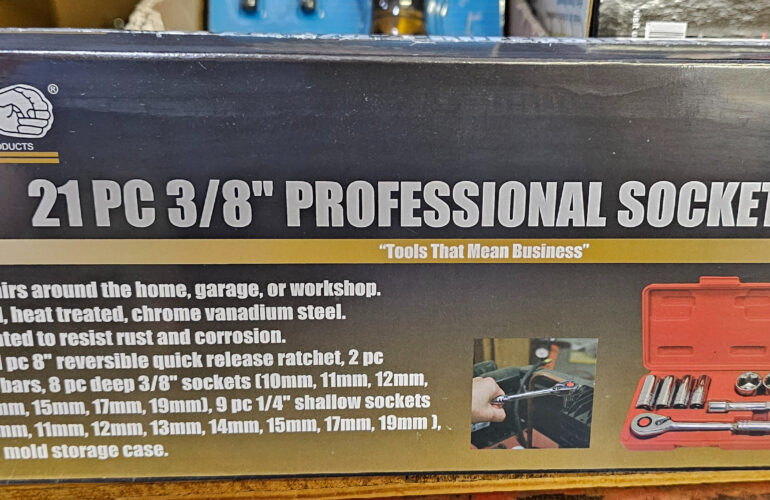 ®
ODUCTS
21 PC 3/8" PROFESSIONAL SOCKET
“Tools That Mean Business”
irs around the home, garage, or workshop.
, heat treated, chrome vanadium steel.
ated to resist rust and corrosion.
1 pc 8" reversible quick release ratchet, 2 pc
bars, 8 pc deep 3/8" sockets (10mm, 11mm, 12mm,
mm, 15mm, 17mm, 19mm), 9 pc 1/4" shallow sockets
mm, 11mm, 12mm, 13mm, 14mm, 15mm, 17mm, 19mm ),
mold storage case.